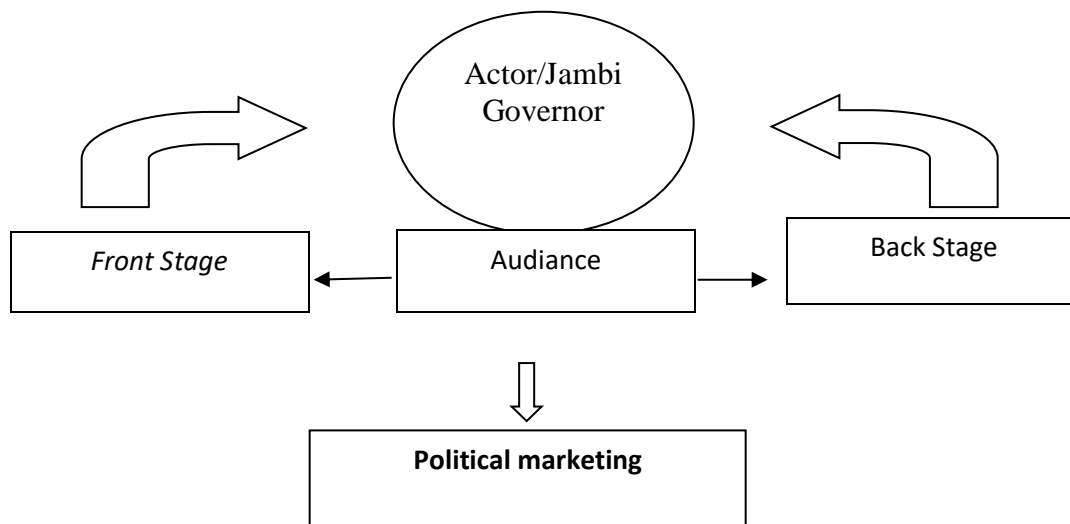 Actor/Jambi
Governor
Front Stage
Audiance
Back Stage
Political marketing